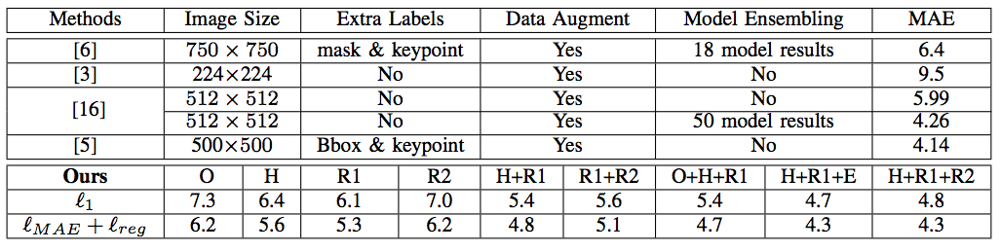 Methods Image Size Extra Labels Data Augment Model Ensembling MAE
[6] 750 × 750 mask & keypoint Yes 18 model results 6.4
[3] 224×224 No Yes No 9.5
[16] 512 × 512 No Yes No 5.99
512 × 512 No Yes 50 model results 4.26
[5] 500×500 Bbox & keypoint Yes No 4.14
Ours O H R1 R2 H+R1 R1+R2 O+H+R1 H+R1+E H+R1+R2
ℓ1 7.3 6.4 6.1 7.0 5.4 5.6 5.4 4.7 4.8
ℓMAE + ℓreg 6.2 5.6 5.3 6.2 4.8 5.1 4.7 4.3 4.3